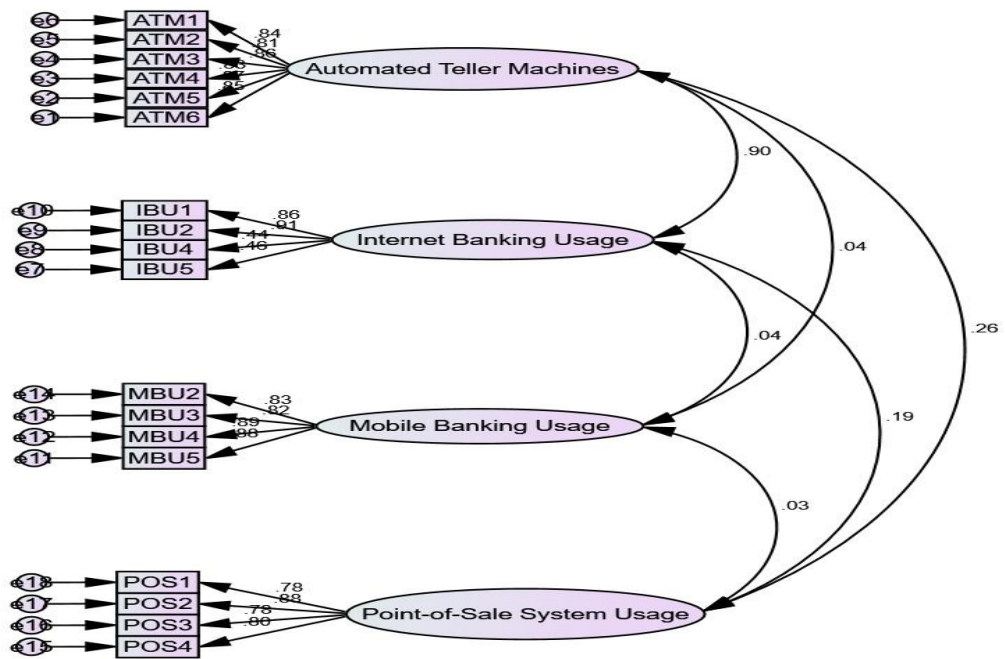 e6 ATM1
e5 ATM2
e4 ATM3
e3 ATM4
e2 ATM5
e1 ATM6
.84
.81
.86
.85
Automated Teller Machines
.90
e10 IBU1
e9 IBU2
e8 IBU4
e7 IBU5
.86
.91
.44
.46
Internet Banking Usage
.04
.04
.26
e14 MBU2
e13 MBU3
e12 MBU4
e11 MBU5
.83
.82
.89
.88
Mobile Banking Usage
.19
.03
e18 POS1
e17 POS2
e16 POS3
e15 POS4
.78
.88
.78
.80
Point-of-Sale System Usage